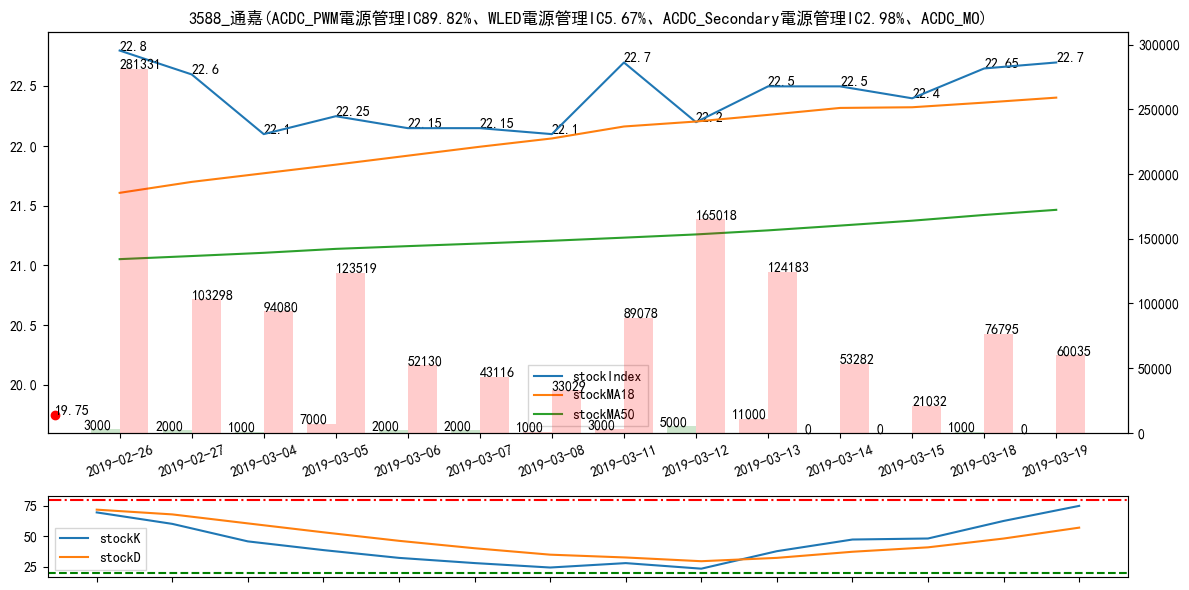 3588_通嘉(ACDC_PWM電源管理IC89.82%、WLED電源管理IC5.67%、ACDC_Secondary電源管理IC2.98%、ACDC_MO)
22.8 22.6 22.1 22.25 22.15 22.15 22.1 22.7 22.2 22.5 22.5 22.4 22.65 22.7
281331 103298 94080 123519 52130 43116 33029 89078 165018 124183 53282 21032 76795 60035
3000 2000 1000 7000 2000 2000 1000 3000 5000 11000 0 0 1000 0
19.75
22.5
22.0
21.5
21.0
20.5
20.0
300000
250000
200000
150000
100000
50000
0
stockIndex
stockMA18
stockMA50
2019-02-26 2019-02-27 2019-03-04 2019-03-05 2019-03-06 2019-03-07 2019-03-08 2019-03-11 2019-03-12 2019-03-13 2019-03-14 2019-03-15 2019-03-18 2019-03-19
75
50
25
stockK
stockD